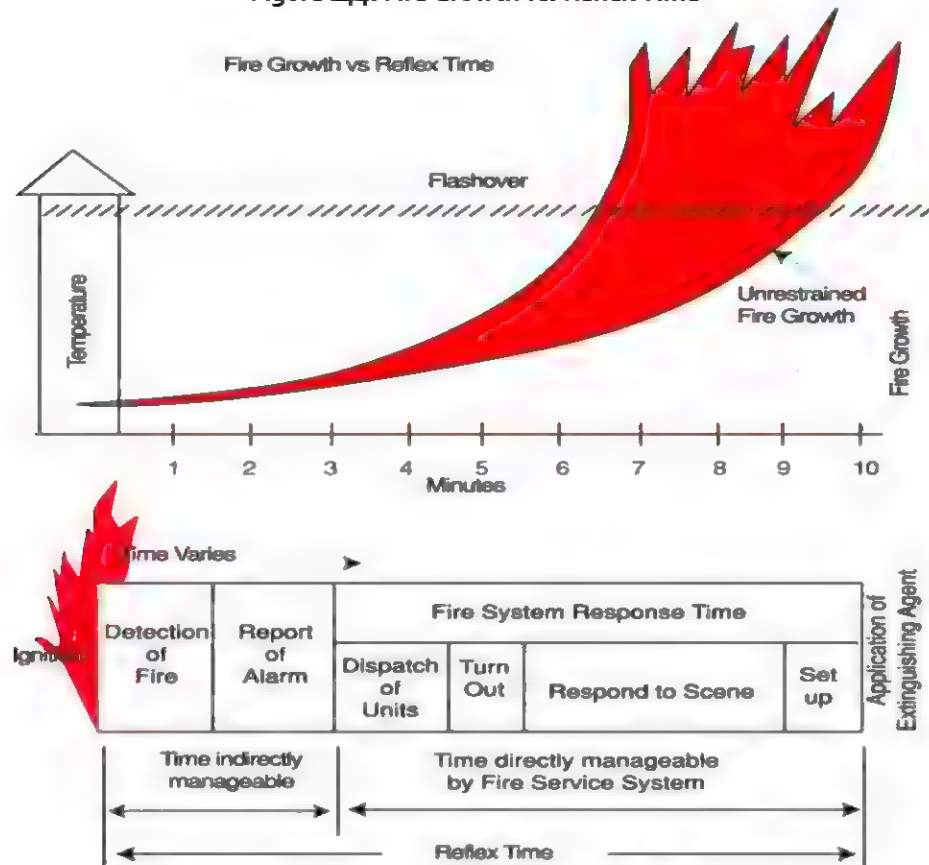 Fire Growth vs Reflex Time
Flashover
Temperature
Unrestrained
Fire Growth
Fire Growth
1 2 3 4 5 6 7 8 9 10
Minutes
Time Varies
Ignition
Detection
of
Fire
Report
of
Alarm
Fire System Response Time
Dispatch
of
Units
Turn
Out
Respond to Scene
Set
up
Application of
Extinguishing Agent
Time indirectly
manageable
Time directly manageable
by Fire Service System
Reflex Time